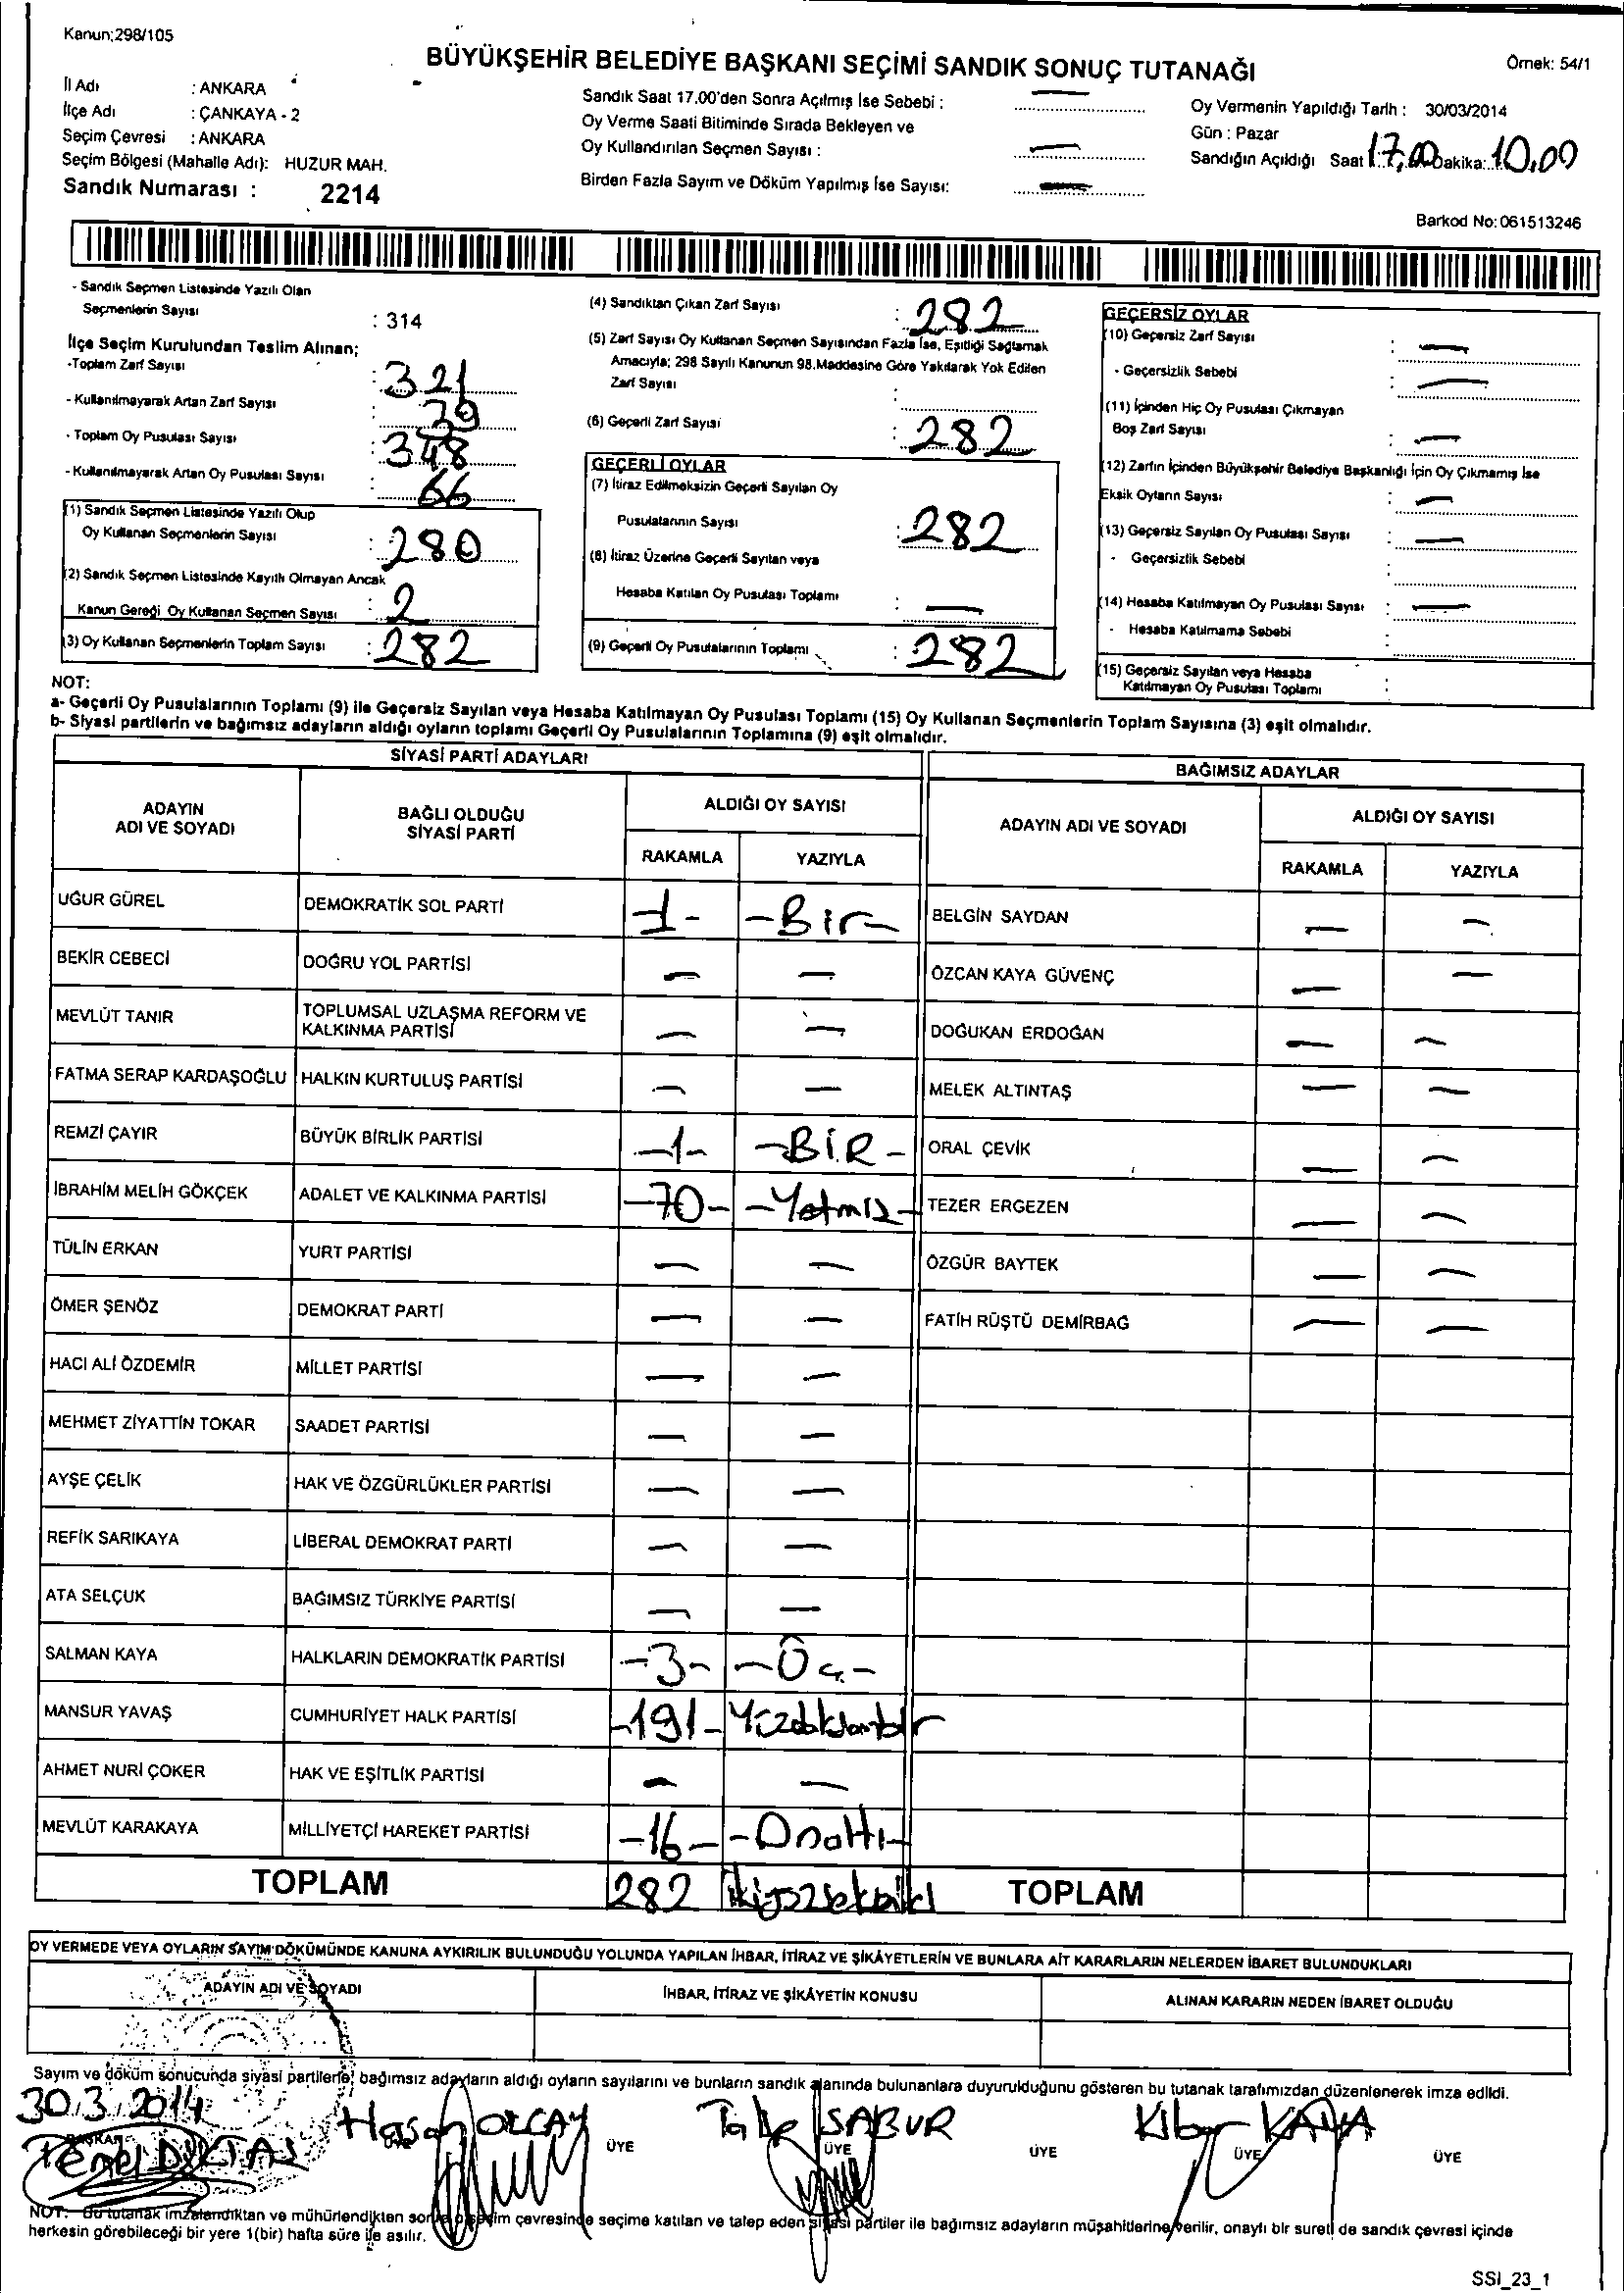 Kanun;298/105
BÜYÜKŞEHİR BELEDİYE BAŞKANI SEÇİMİ SANDIK SONUÇ TUTANAĞI
Örnek: 54/1
İl Adı : ANKARA
İlçe Adı : ÇANKAYA - 2
Seçim Çevresi : ANKARA
Seçim Bölgesi (Mahalle Adı): HUZUR MAH.
Sandık Numarası : 2214
Sandık Saat 17.00'den Sonra Açılmış İse Sebebi : —
Oy Verme Saati Bitiminde Sırada Bekleyen ve
Oy Kullandırılan Seçmen Sayısı : —
Birden Fazla Sayım ve Döküm Yapılmış İse Sayısı: —
Oy Vermenin Yapıldığı Tarih : 30/03/2014
Gün : Pazar
Sandığın Açıldığı Saat 17,00 Dakika: 10,00
Barkod No: 061513246
- Sandık Seçmen Listesinde Yazılı Olan
Seçmenlerin Sayısı : 314
İlçe Seçim Kurulundan Teslim Alınan;
-Toplam Zarf Sayısı : 321
- Kullanılmayarak Artan Zarf Sayısı : 39
- Toplam Oy Pusulası Sayısı : 348
- Kullanılmayarak Artan Oy Pusulası Sayısı : 66
(1) Sandık Seçmen Listesinde Yazılı Olup
Oy Kullanan Seçmenlerin Sayısı : 280
(2) Sandık Seçmen Listesinde Kayıtlı Olmayan Ancak
Kanun Gereği Oy Kullanan Seçmen Sayısı : 2
(3) Oy Kullanan Seçmenlerin Toplam Sayısı : 282
(4) Sandıktan Çıkan Zarf Sayısı : 282
(5) Zarf Sayısı Oy Kullanan Seçmen Sayısından Fazla İse, Eşitliği Sağlamak
Amacıyla; 298 Sayılı Kanunun 98.Maddesine Göre Yakılarak Yok Edilen
Zarf Sayısı :
(6) Geçerli Zarf Sayısı : 282
GEÇERLİ OYLAR
(7) İtiraz Edilmeksizin Geçerli Sayılan Oy
Pusulalarının Sayısı : 282
(8) İtiraz Üzerine Geçerli Sayılan veya
Hesaba Katılan Oy Pusulası Toplamı : —
(9) Geçerli Oy Pusulalarının Toplamı : 282
GEÇERSİZ OYLAR
(10) Geçersiz Zarf Sayısı : —
- Geçersizlik Sebebi : —
(11) İçinden Hiç Oy Pusulası Çıkmayan
Boş Zarf Sayısı : —
(12) Zarfın İçinden Büyükşehir Belediye Başkanlığı İçin Oy Çıkmamış İse
Eksik Oyların Sayısı : —
(13) Geçersiz Sayılan Oy Pusulası Sayısı : —
- Geçersizlik Sebebi :
(14) Hesaba Katılmayan Oy Pusulası Sayısı : —
- Hesaba Katılmama Sebebi :
(15) Geçersiz Sayılan veya Hesaba
Katılmayan Oy Pusulası Toplamı :
NOT:
a- Geçerli Oy Pusulalarının Toplamı (9) ile Geçersiz Sayılan veya Hesaba Katılmayan Oy Pusulası Toplamı (15) Oy Kullanan Seçmenlerin Toplam Sayısına (3) eşit olmalıdır.
b- Siyasi partilerin ve bağımsız adayların aldığı oyların toplamı Geçerli Oy Pusulalarının Toplamına (9) eşit olmalıdır.
SİYASİ PARTİ ADAYLARI
BAĞIMSIZ ADAYLAR
ADAYIN ADI VE SOYADI
BAĞLI OLDUĞU SİYASİ PARTİ
ALDIĞI OY SAYISI
RAKAMLA YAZIYLA
ADAYIN ADI VE SOYADI
ALDIĞI OY SAYISI
RAKAMLA YAZIYLA
UĞUR GÜREL DEMOKRATİK SOL PARTİ -1- -Bir- BELGİN SAYDAN — —
BEKİR CEBECİ DOĞRU YOL PARTİSİ — — ÖZCAN KAYA GÜVENÇ — —
MEVLÜT TANIR TOPLUMSAL UZLAŞMA REFORM VE KALKINMA PARTİSİ — — DOĞUKAN ERDOĞAN — —
FATMA SERAP KARDAŞOĞLU HALKIN KURTULUŞ PARTİSİ — — MELEK ALTINTAŞ — —
REMZİ ÇAYIR BÜYÜK BİRLİK PARTİSİ -1- -BİR- ORAL ÇEVİK — —
İBRAHİM MELİH GÖKÇEK ADALET VE KALKINMA PARTİSİ -70- -Yetmiş- TEZER ERGEZEN — —
TÜLİN ERKAN YURT PARTİSİ — — ÖZGÜR BAYTEK — —
ÖMER ŞENÖZ DEMOKRAT PARTİ — — FATİH RÜŞTÜ DEMİRBAĞ — —
HACI ALİ ÖZDEMİR MİLLET PARTİSİ — —
MEHMET ZİYATTİN TOKAR SAADET PARTİSİ — —
AYŞE ÇELİK HAK VE ÖZGÜRLÜKLER PARTİSİ — —
REFİK SARIKAYA LİBERAL DEMOKRAT PARTİ — —
ATA SELÇUK BAĞIMSIZ TÜRKİYE PARTİSİ — —
SALMAN KAYA HALKLARIN DEMOKRATİK PARTİSİ -3- -Üç-
MANSUR YAVAŞ CUMHURİYET HALK PARTİSİ -191- Yüzdoksanbir
AHMET NURİ ÇOKER HAK VE EŞİTLİK PARTİSİ — —
MEVLÜT KARAKAYA MİLLİYETÇİ HAREKET PARTİSİ -16- -Onaltı-
TOPLAM 282 ikiyüzsekseniki TOPLAM
OY VERMEDE VEYA OYLARIN SAYIM DÖKÜMÜNDE KANUNA AYKIRILIK BULUNDUĞU YOLUNDA YAPILAN İHBAR, İTİRAZ VE ŞİKÂYETLERİN VE BUNLARA AİT KARARLARIN NELERDEN İBARET BULUNDUKLARI
ADAYIN ADI VE SOYADI İHBAR, İTİRAZ VE ŞİKÂYETİN KONUSU ALINAN KARARIN NEDEN İBARET OLDUĞU
Sayım ve döküm sonucunda siyasi partilerle, bağımsız adayların aldığı oyların sayılarını ve bunların sandık alanında bulunanlara duyurulduğunu gösteren bu tutanak tarafımızdan düzenlenerek imza edildi.
30.3.2014
Hasan OLCAY SABUR Kibar KAYA
BAŞKAN ÜYE ÜYE ÜYE ÜYE ÜYE ÜYE
NOT: Bu tutanak imzalandıktan ve mühürlendikten sonra o seçim çevresinde seçime katılan ve talep eden siyasi partiler ile bağımsız adayların müşahitlerine verilir, onaylı bir sureti de sandık çevresi içinde
herkesin görebileceği bir yere 1(bir) hafta süre ile asılır.
SSI_23_1